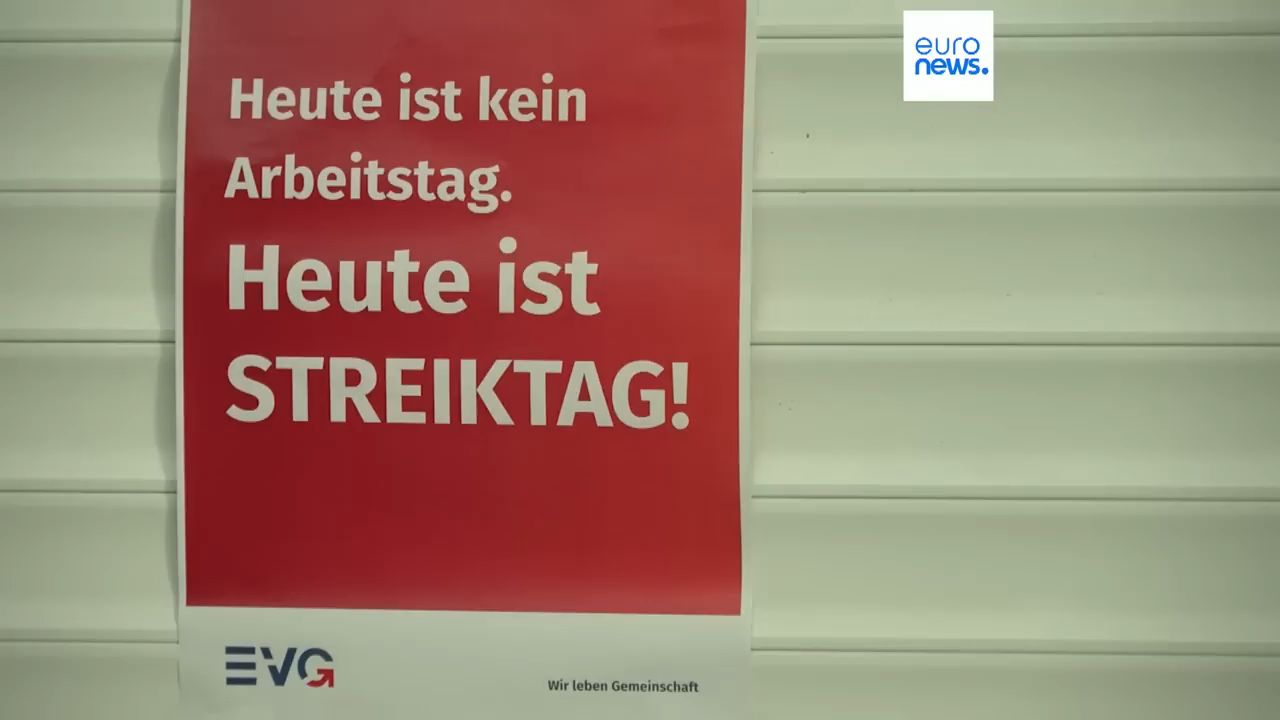 euro
news.
Heute ist kein
Arbeitstag.
Heute ist
STREIKTAG!
EVG
Wir leben Gemeinschaft